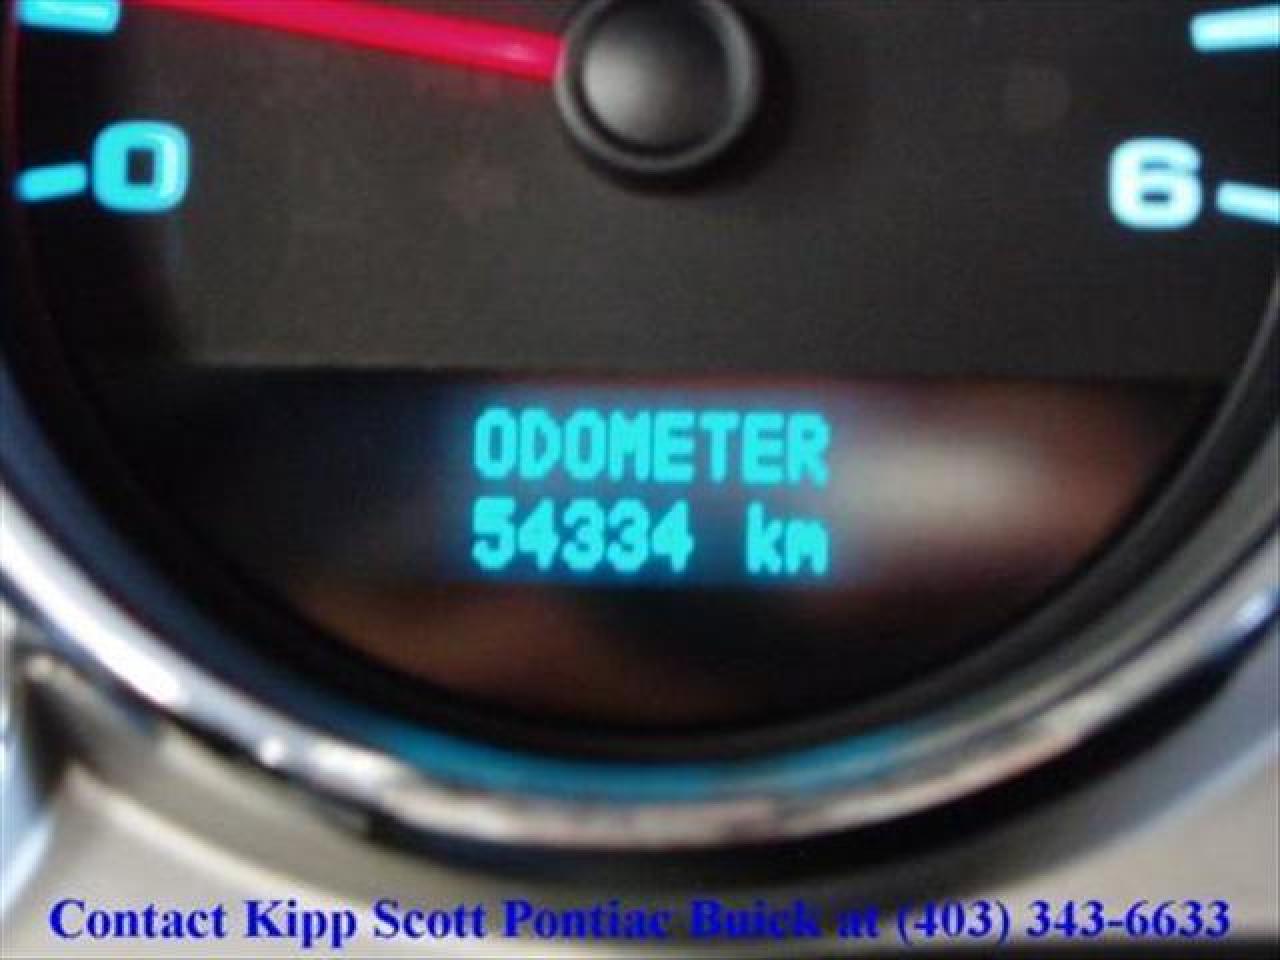 0 6
ODOMETER
54334 km
Contact Kipp Scott Pontiac Buick at (403) 343-6633